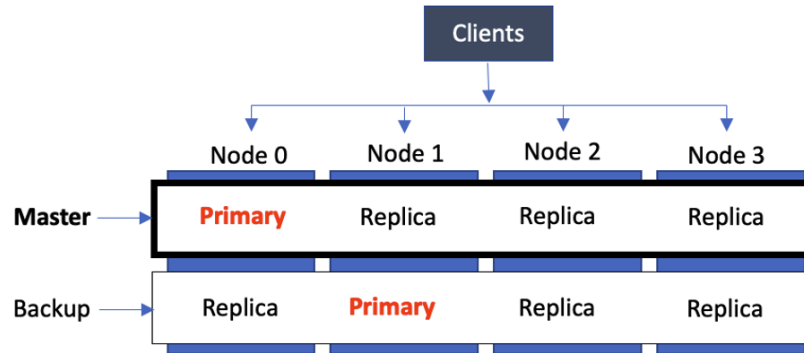 Clients
Node 0 Node 1 Node 2 Node 3
Master Primary Replica Replica Replica
Backup Replica Primary Replica Replica